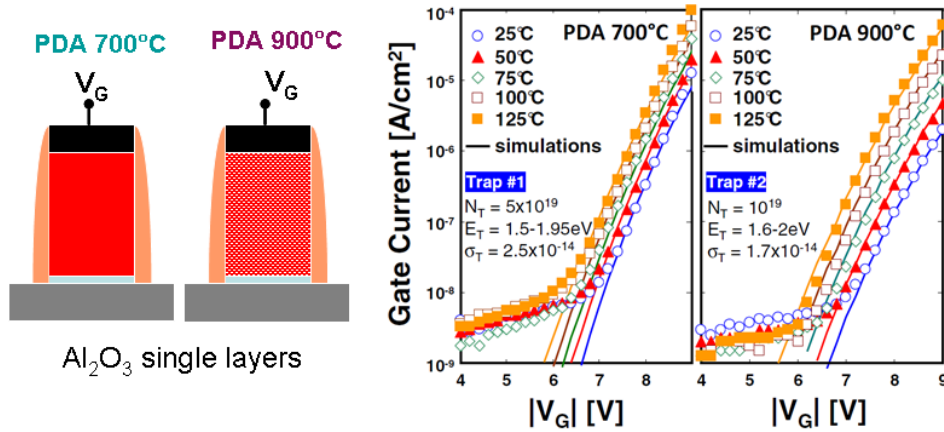 PDA 700°C PDA 900°C
V_G V_G
Al₂O₃ single layers
Gate Current [A/cm²]
10⁻⁴
10⁻⁵
10⁻⁶
10⁻⁷
10⁻⁸
10⁻⁹
PDA 700°C
25°C
50°C
75°C
100°C
125°C
simulations
Trap #1
N_T = 5x10¹⁹
E_T = 1.5-1.95eV
σ_T = 2.5x10⁻¹⁴
4 5 6 7 8
|V_G| [V]
PDA 900°C
25°C
50°C
75°C
100°C
125°C
simulations
Trap #2
N_T = 10¹⁹
E_T = 1.6-2eV
σ_T = 1.7x10⁻¹⁴
4 5 6 7 8 9
|V_G| [V]